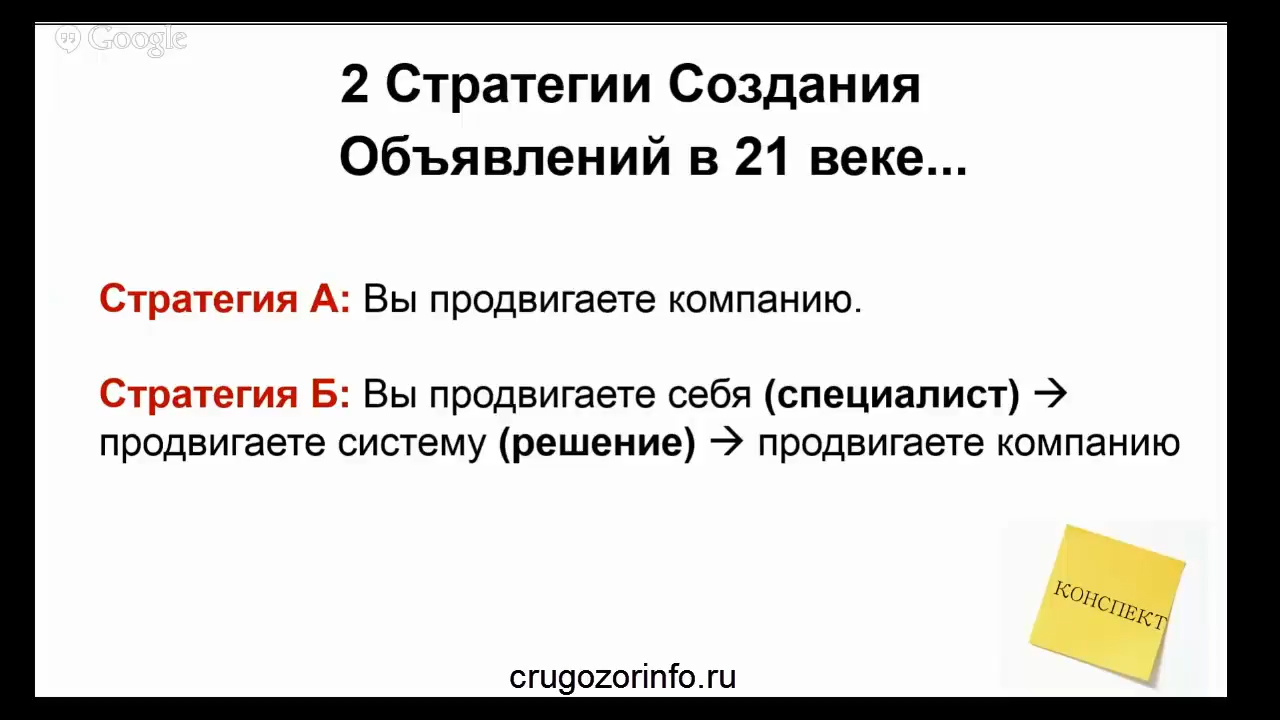 Google
2 Стратегии Создания
Объявлений в 21 веке...
Стратегия А: Вы продвигаете компанию.
Стратегия Б: Вы продвигаете себя (специалист) →
продвигаете систему (решение) → продвигаете компанию
КОНСПЕКТ
crugozorinfo.ru